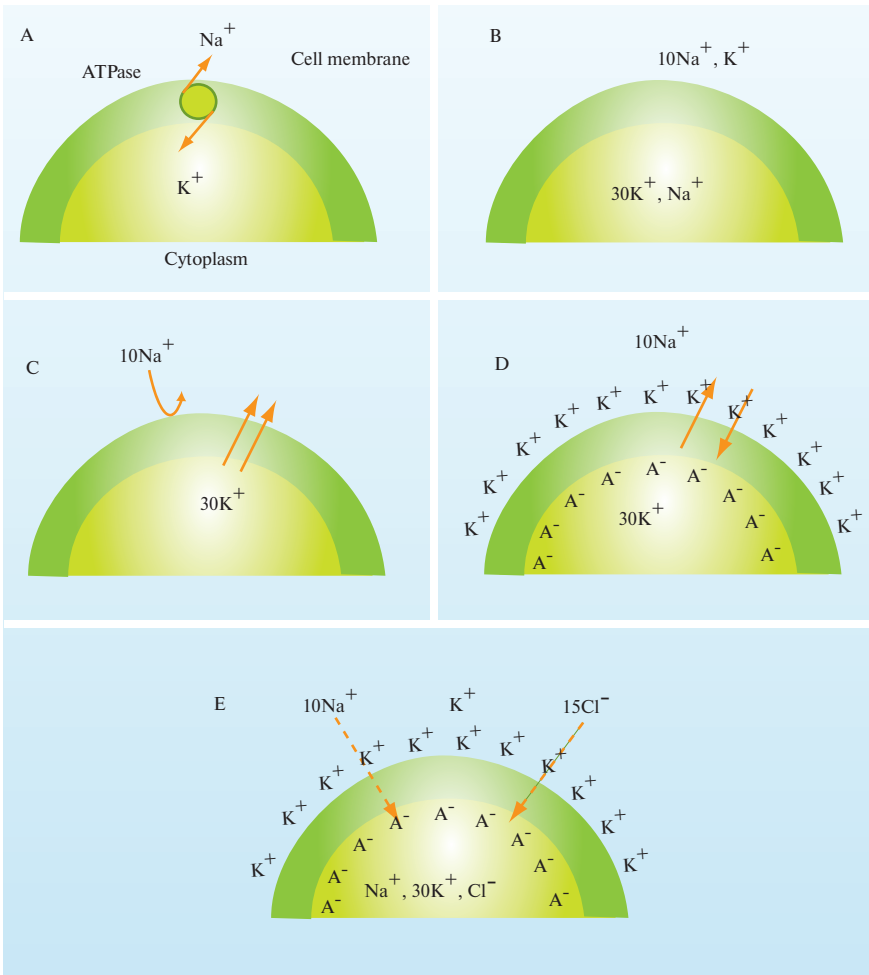 A
Na⁺
ATPase
Cell membrane
K⁺
Cytoplasm
B
10Na⁺, K⁺
30K⁺, Na⁺
C
10Na⁺
30K⁺
D
10Na⁺
K⁺ K⁺ K⁺ K⁺ K⁺ K⁺ K⁺ K⁺ K⁺ K⁺ K⁺ K⁺
A⁻ A⁻ A⁻ A⁻ A⁻ A⁻ A⁻ A⁻ A⁻
30K⁺
E
10Na⁺
K⁺
15Cl⁻
K⁺ K⁺ K⁺ K⁺ K⁺ K⁺ K⁺ K⁺ K⁺ K⁺ K⁺
A⁻ A⁻ A⁻ A⁻ A⁻ A⁻ A⁻ A⁻ A⁻
Na⁺, 30K⁺, Cl⁻